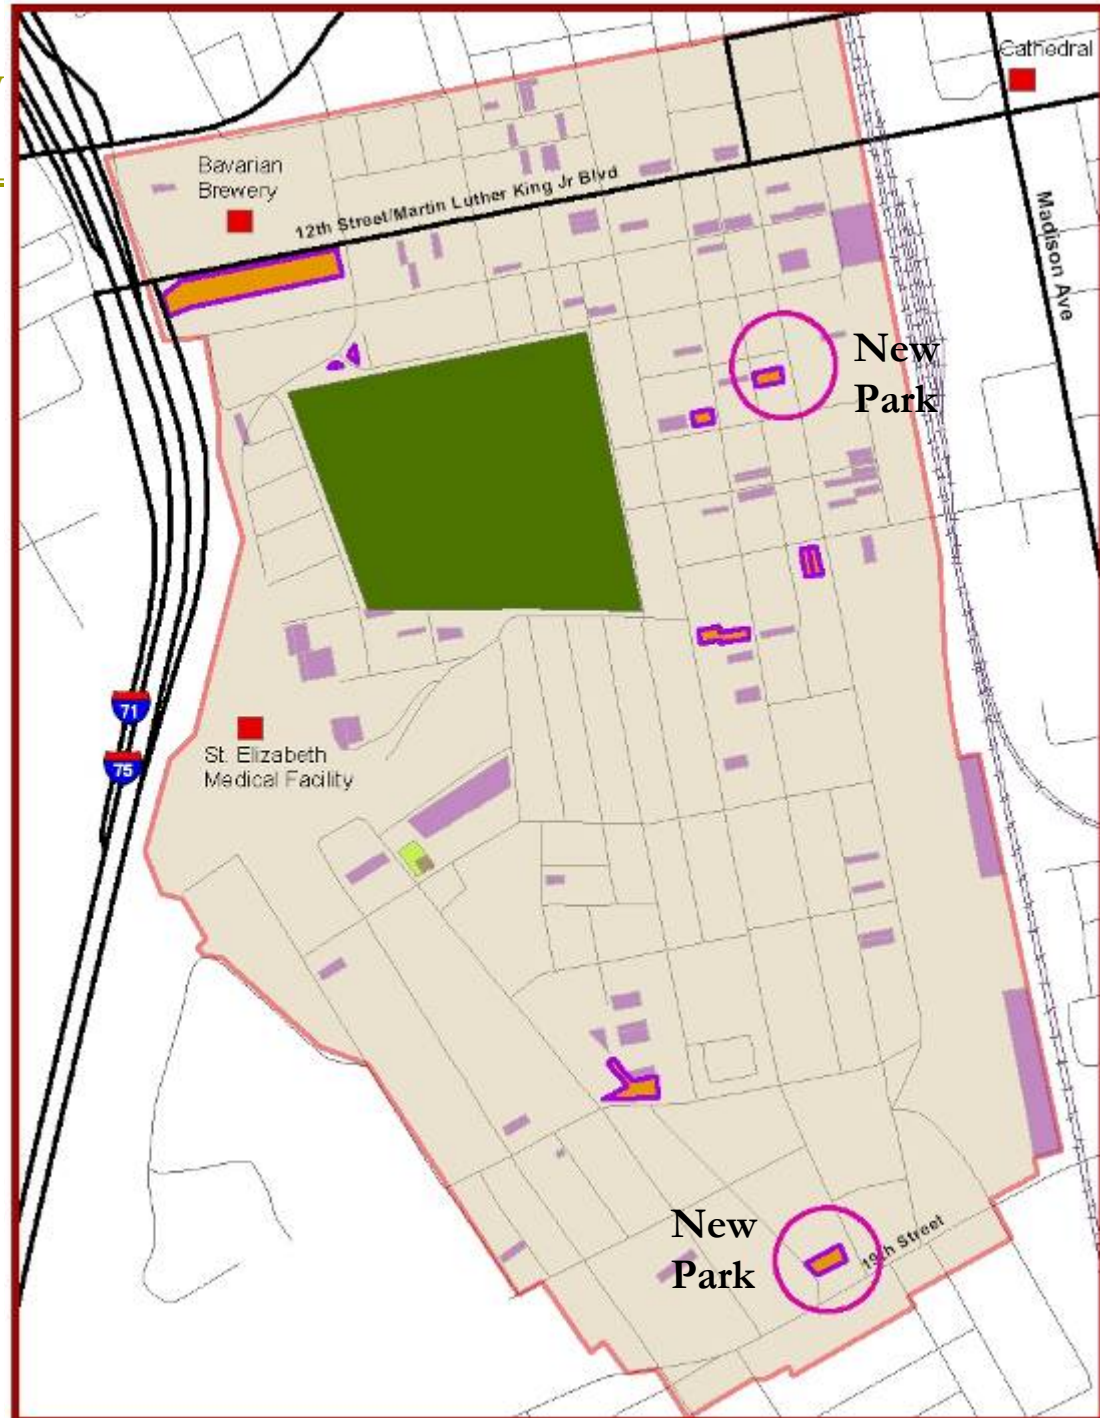 Cathedral
Bavarian
Brewery
12th Street/Martin Luther King Jr Blvd
Madison Ave
New
Park
71
75
St. Elizabeth
Medical Facility
New
Park
19th Street